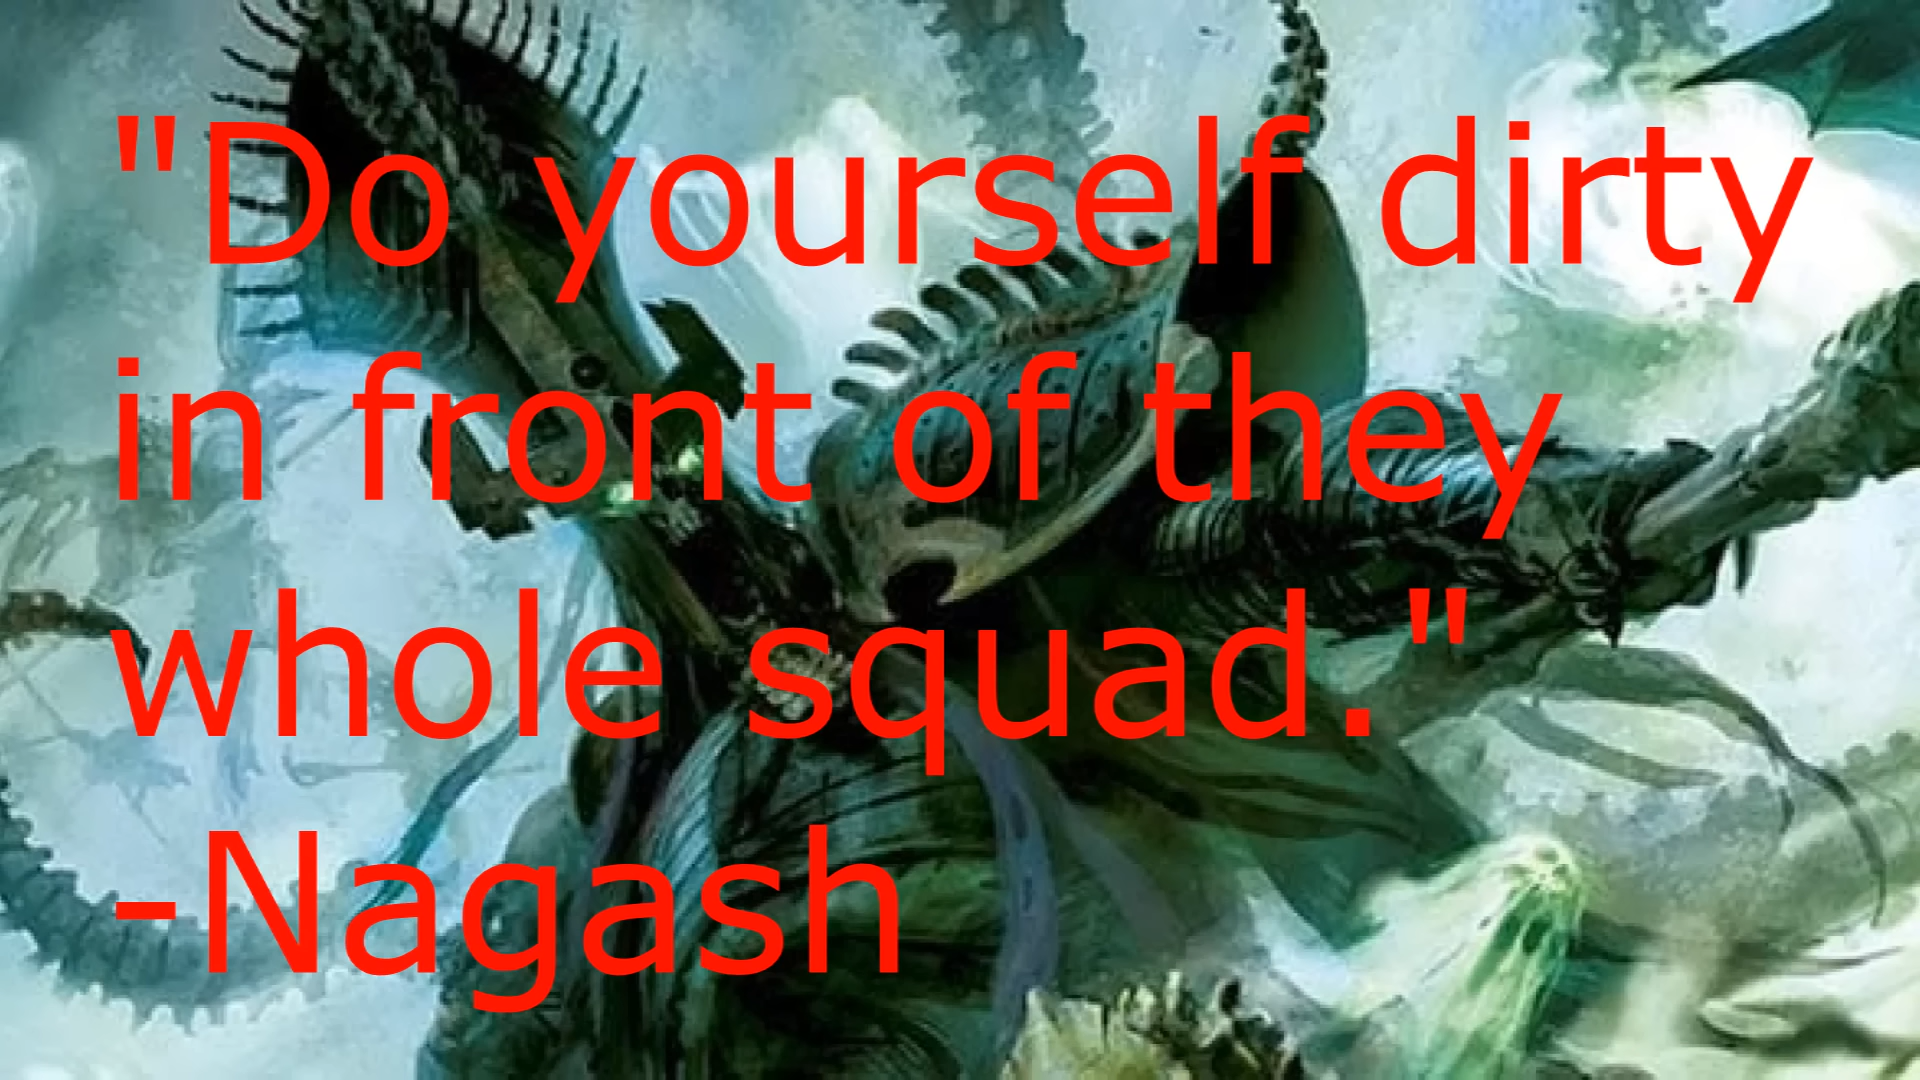 "Do yourself dirty
in front of they
whole squad."
-Nagash